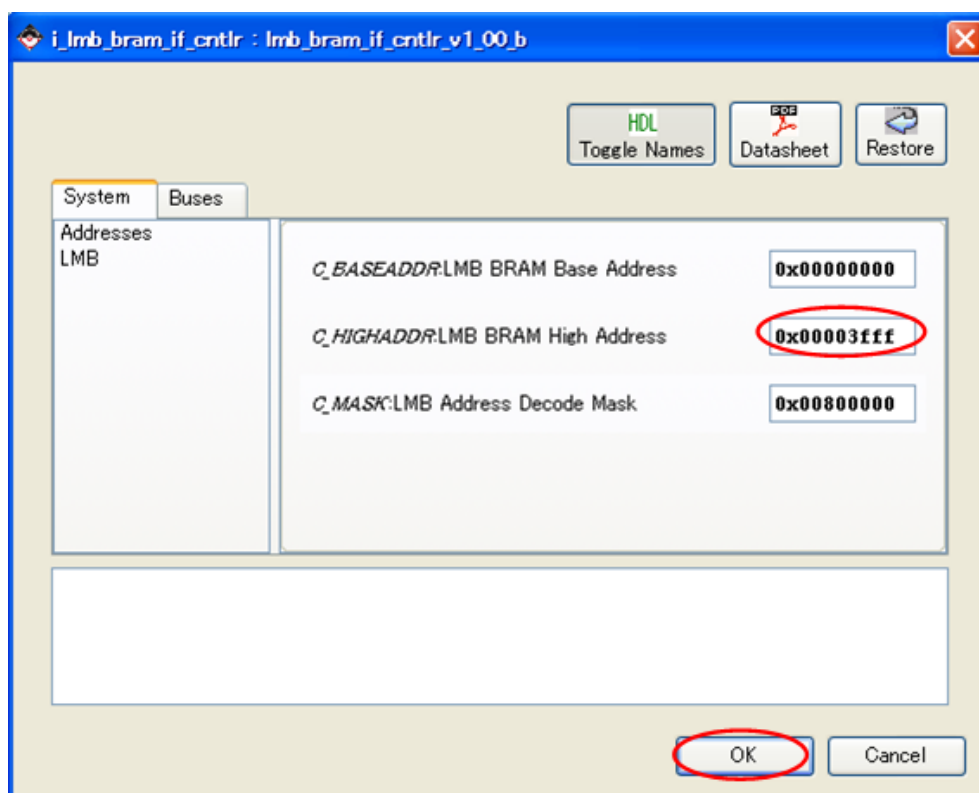 i_lmb_bram_if_cntlr : lmb_bram_if_cntlr_v1_00_b
HDL
Toggle Names
PDF
Datasheet
Restore
System
Buses
Addresses
LMB
C_BASEADDR:LMB BRAM Base Address
0x00000000
C_HIGHADDR:LMB BRAM High Address
0x00003fff
C_MASK:LMB Address Decode Mask
0x00800000
OK
Cancel